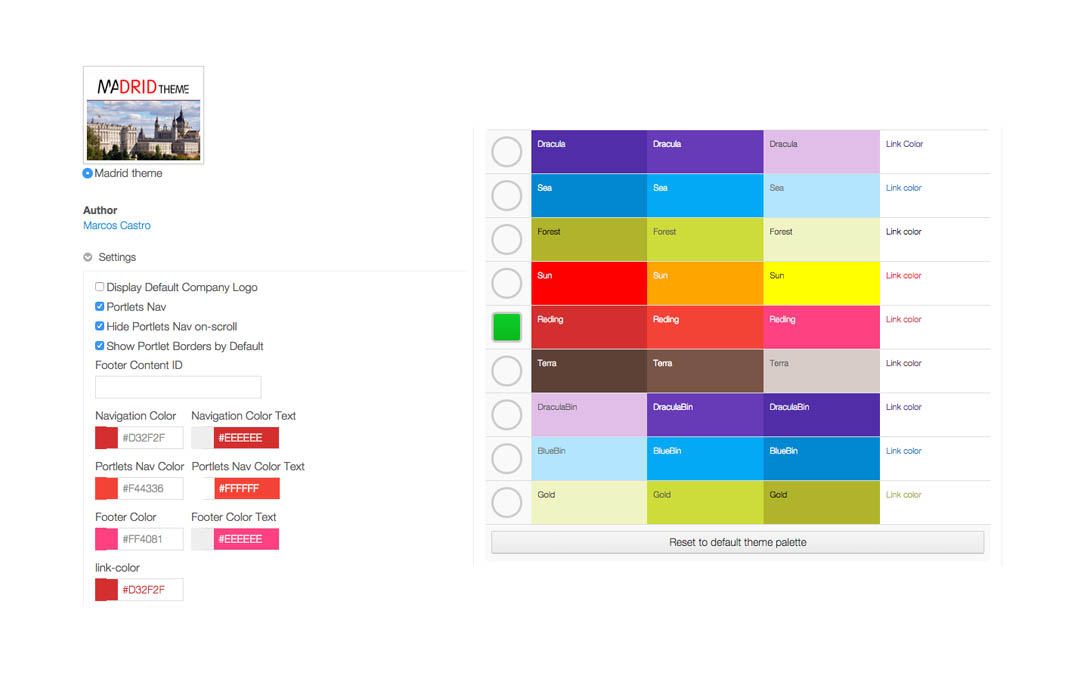 MADRID THEME
Madrid theme
Author
Marcos Castro
Settings
Display Default Company Logo
Portlets Nav
Hide Portlets Nav on-scroll
Show Portlet Borders by Default
Footer Content ID
Navigation Color Navigation Color Text
#D32F2F #EEEEEE
Portlets Nav Color Portlets Nav Color Text
#F44336 #FFFFFF
Footer Color Footer Color Text
#FF4081 #EEEEEE
link-color
#D32F2F
Dracula Dracula Dracula Link Color
Sea Sea Sea Link color
Forest Forest Forest Link color
Sun Sun Sun Link color
Reding Reding Reding Link color
Terra Terra Terra Link color
DraculaBin DraculaBin DraculaBin Link color
BlueBin BlueBin BlueBin Link color
Gold Gold Gold Link color
Reset to default theme palette